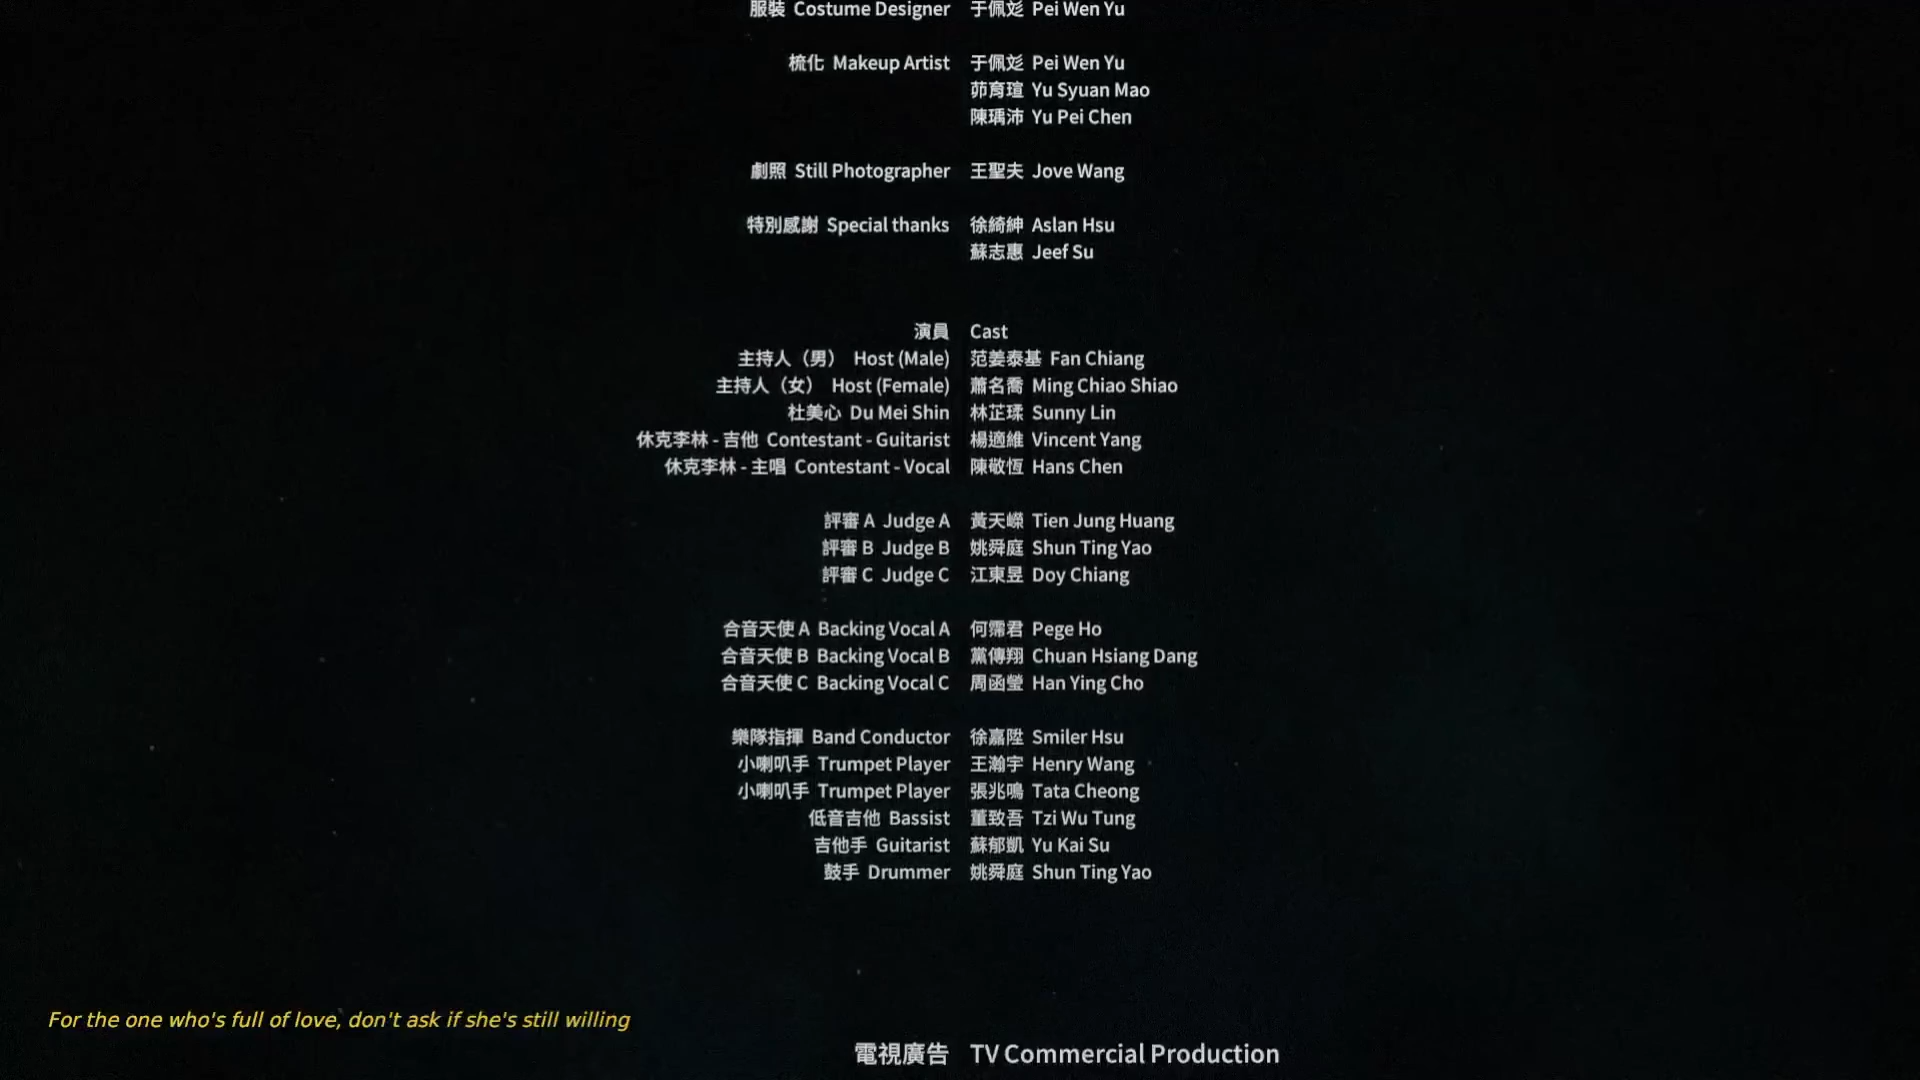 服裝 Costume Designer 于佩彣 Pei Wen Yu
梳化 Makeup Artist 于佩彣 Pei Wen Yu
茆育瑄 Yu Syuan Mao
陳瑀沛 Yu Pei Chen
劇照 Still Photographer 王聖夫 Jove Wang
特別感謝 Special thanks 徐綺紳 Aslan Hsu
蘇志惠 Jeef Su
演員 Cast
主持人（男） Host (Male) 范姜泰基 Fan Chiang
主持人（女） Host (Female) 蕭名喬 Ming Chiao Shiao
杜美心 Du Mei Shin 林芷瑈 Sunny Lin
休克李林 - 吉他 Contestant - Guitarist 楊適維 Vincent Yang
休克李林 - 主唱 Contestant - Vocal 陳敬恆 Hans Chen
評審 A Judge A 黃天嶸 Tien Jung Huang
評審 B Judge B 姚舜庭 Shun Ting Yao
評審 C Judge C 江東昱 Doy Chiang
合音天使 A Backing Vocal A 何霈君 Pege Ho
合音天使 B Backing Vocal B 黨傳翔 Chuan Hsiang Dang
合音天使 C Backing Vocal C 周函瑩 Han Ying Cho
樂隊指揮 Band Conductor 徐嘉陞 Smiler Hsu
小喇叭手 Trumpet Player 王瀚宇 Henry Wang
小喇叭手 Trumpet Player 張兆鳴 Tata Cheong
低音吉他 Bassist 董致吾 Tzi Wu Tung
吉他手 Guitarist 蘇郁凱 Yu Kai Su
鼓手 Drummer 姚舜庭 Shun Ting Yao
For the one who's full of love, don't ask if she's still willing
電視廣告 TV Commercial Production